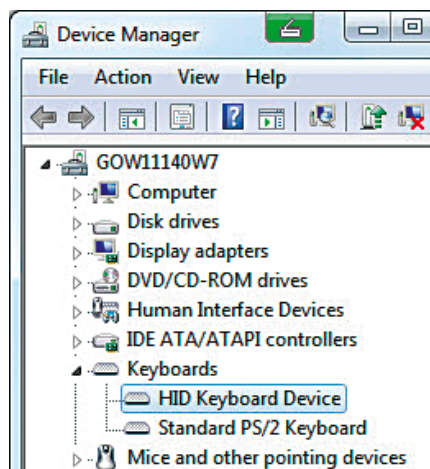 Device Manager
File Action View Help
GOW11140W7
Computer
Disk drives
Display adapters
DVD/CD-ROM drives
Human Interface Devices
IDE ATA/ATAPI controllers
Keyboards
HID Keyboard Device
Standard PS/2 Keyboard
Mice and other pointing devices